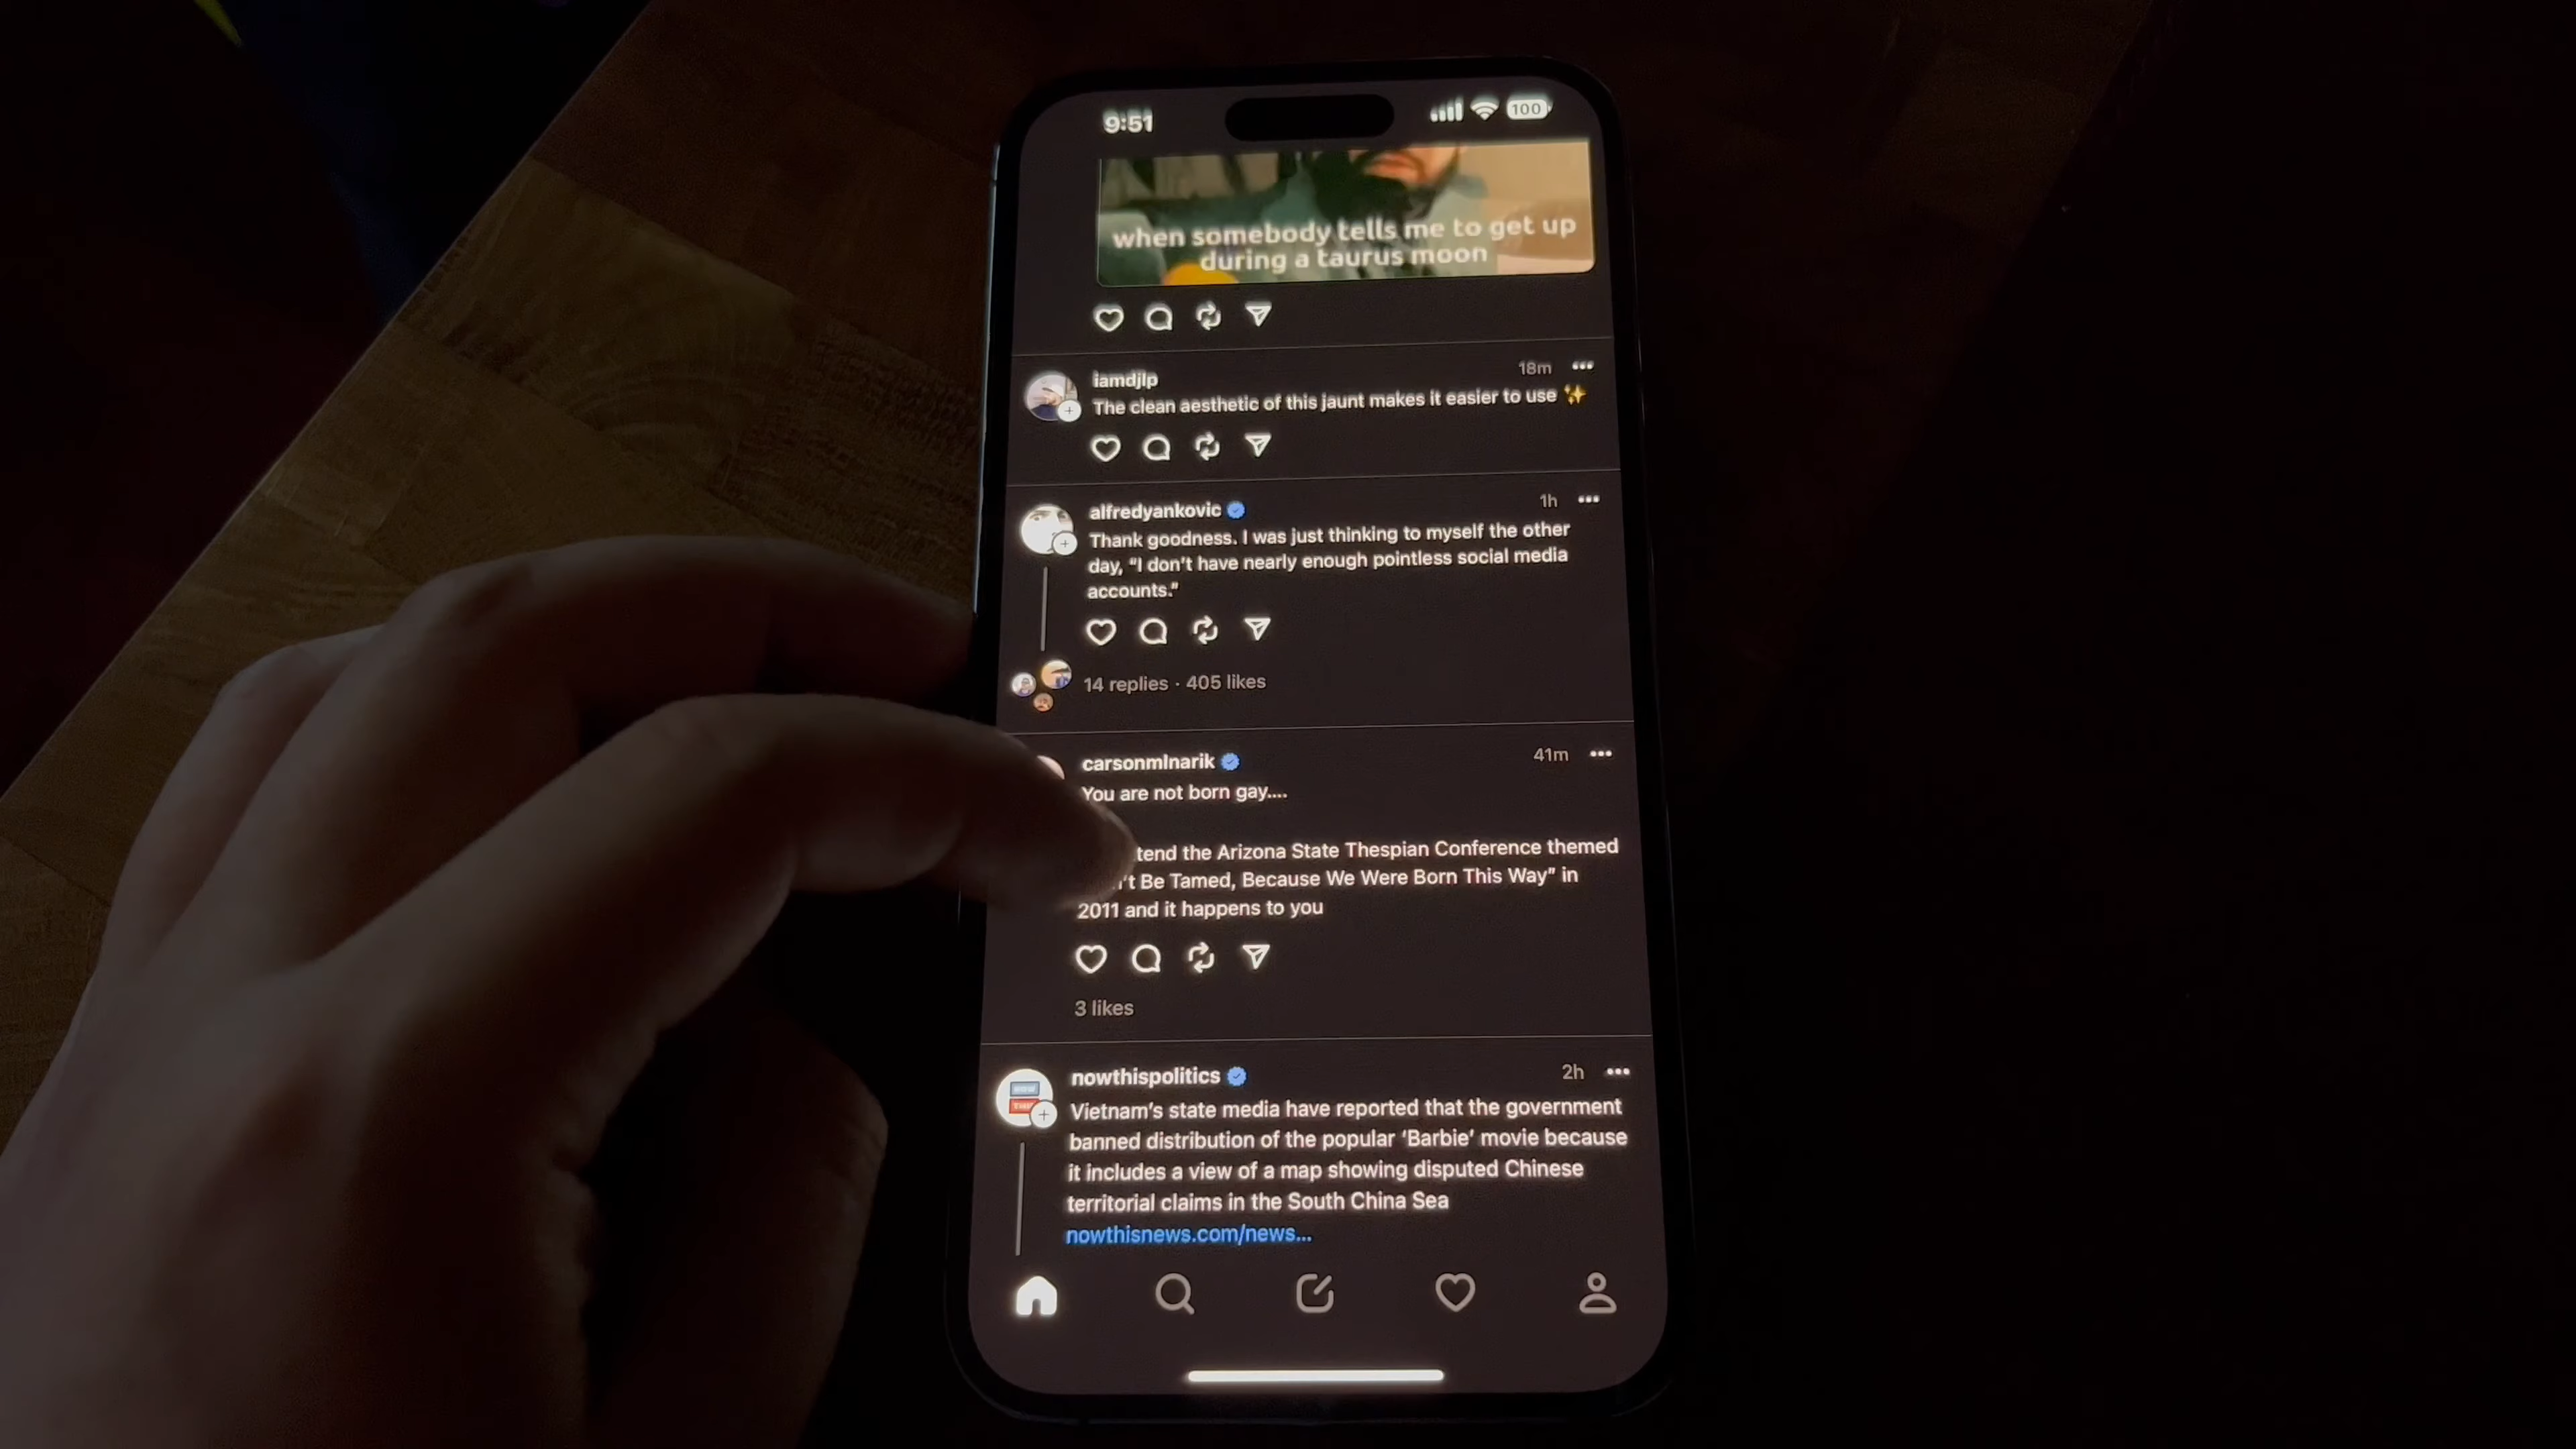 9:51
100
when somebody tells me to get up
during a taurus moon
iamdjlp
18m
The clean aesthetic of this jaunt makes it easier to use ✨
alfredyankovic
1h
Thank goodness. I was just thinking to myself the other
day, “I don’t have nearly enough pointless social media
accounts.”
14 replies · 405 likes
carsonmlnarik
41m
You are not born gay....
the Arizona State Thespian Conference themed
Be Tamed, Because We Were Born This Way” in
2011 and it happens to you
3 likes
nowthispolitics
2h
NOW
THIS
Vietnam’s state media have reported that the government
banned distribution of the popular ‘Barbie’ movie because
it includes a view of a map showing disputed Chinese
territorial claims in the South China Sea
nowthisnews.com/news...